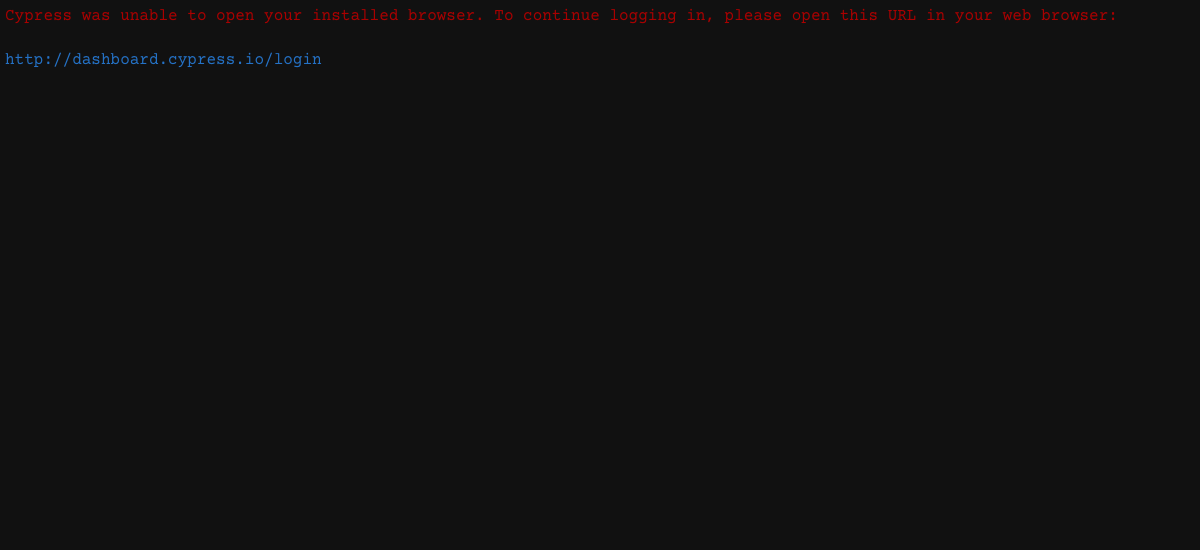 Cypress was unable to open your installed browser. To continue logging in, please open this URL in your web browser:
http://dashboard.cypress.io/login